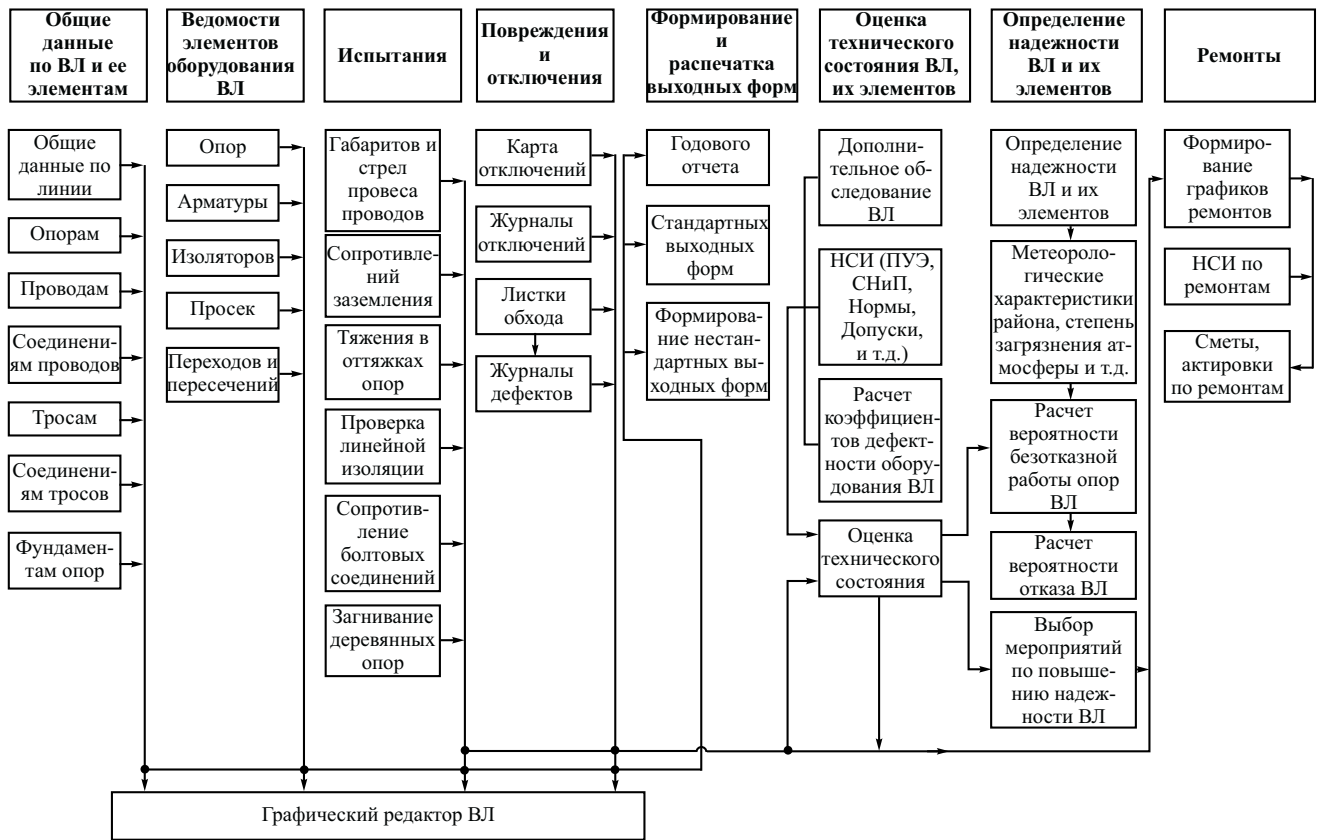 Общие
данные
по ВЛ и ее
элементам
Ведомости
элементов
оборудования
ВЛ
Испытания
Повреждения
и
отключения
Формирование
и
распечатка
выходных форм
Оценка
технического
состояния ВЛ,
их элементов
Определение
надежности
ВЛ и их
элементов
Ремонты
Общие
данные по
линии
Опорам
Проводам
Соединени-
ям проводов
Тросам
Соединени-
ям тросов
Фундамен-
там опор
Опор
Арматуры
Изоляторов
Просек
Переходов и
пересечений
Габаритов и
стрел
провеса
проводов
Сопротивле-
ний
заземления
Тяжения в
оттяжках
опор
Проверка
линейной
изоляции
Сопротив-
ление
болтовых
соединений
Загнивание
деревянных
опор
Карта
отключений
Журналы
отключений
Листки
обхода
Журналы
дефектов
Годового
отчета
Стандартных
выходных
форм
Формирование
нестан-
дартных вы-
ходных форм
Дополни-
тельное об-
следование
ВЛ
НСИ (ПУЭ,
СНиП,
Нормы,
Допуски,
и т.д.)
Расчет
коэффициен-
тов дефект-
ности обору-
дования ВЛ
Оценка
технического
состояния
Определение
надежности
ВЛ и их
элементов
Метеороло-
гические
характеристики
района, степень
загрязнения ат-
мосферы и т.д.
Расчет
вероятности
безотказной
работы опор
ВЛ
Расчет
вероятности
отказа ВЛ
Выбор
мероприятий
по повыше-
нию надеж-
ности ВЛ
Формиро-
вание
графиков
ремонтов
НСИ по
ремонтам
Сметы,
актировки
по ремонтам
Графический редактор ВЛ